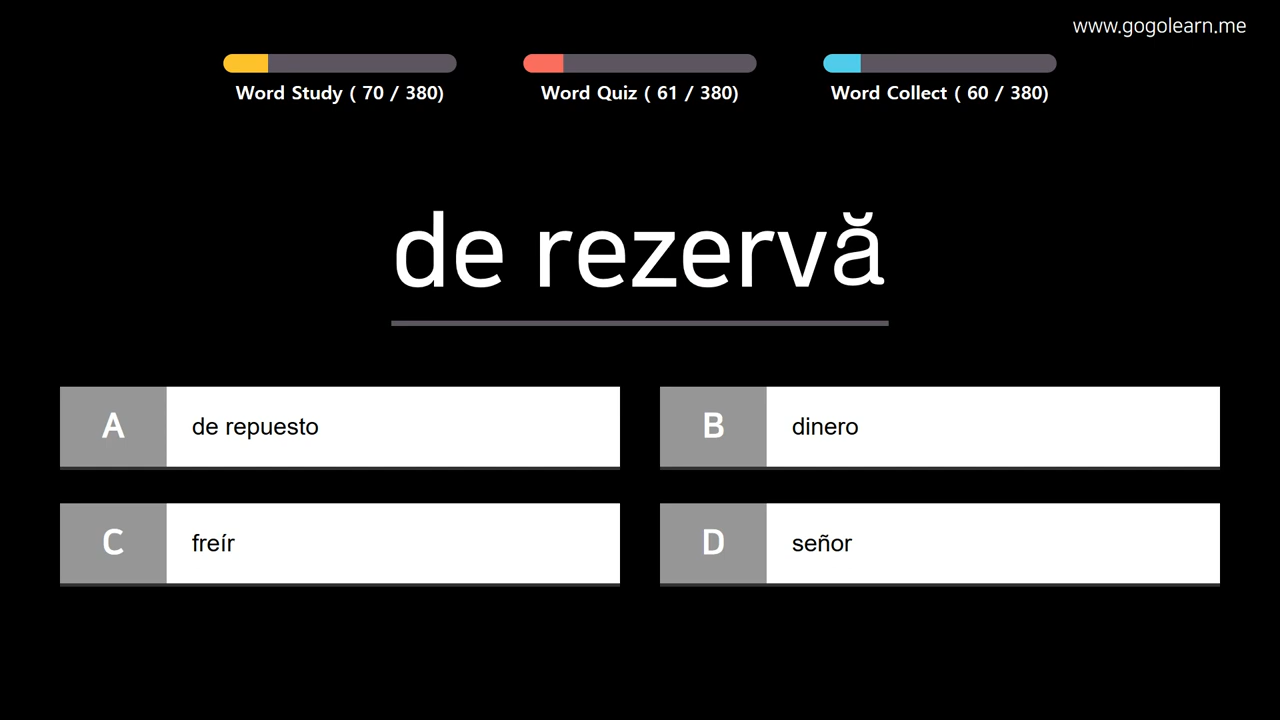 www.gogolearn.me
Word Study ( 70 / 380)
Word Quiz ( 61 / 380)
Word Collect ( 60 / 380)
de rezervă
A de repuesto
B dinero
C freír
D señor